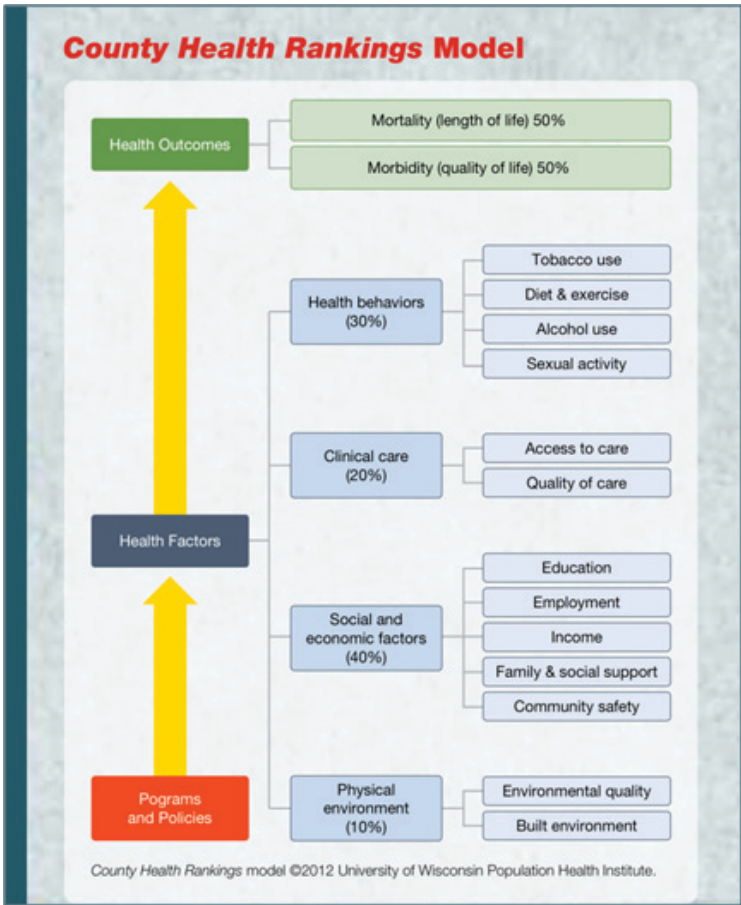 County Health Rankings Model
Health Outcomes
Mortality (length of life) 50%
Morbidity (quality of life) 50%
Health behaviors
(30%)
Tobacco use
Diet & exercise
Alcohol use
Sexual activity
Clinical care
(20%)
Access to care
Quality of care
Health Factors
Social and
economic factors
(40%)
Education
Employment
Income
Family & social support
Community safety
Pograms
and Policies
Physical
environment
(10%)
Environmental quality
Built environment
County Health Rankings model ©2012 University of Wisconsin Population Health Institute.